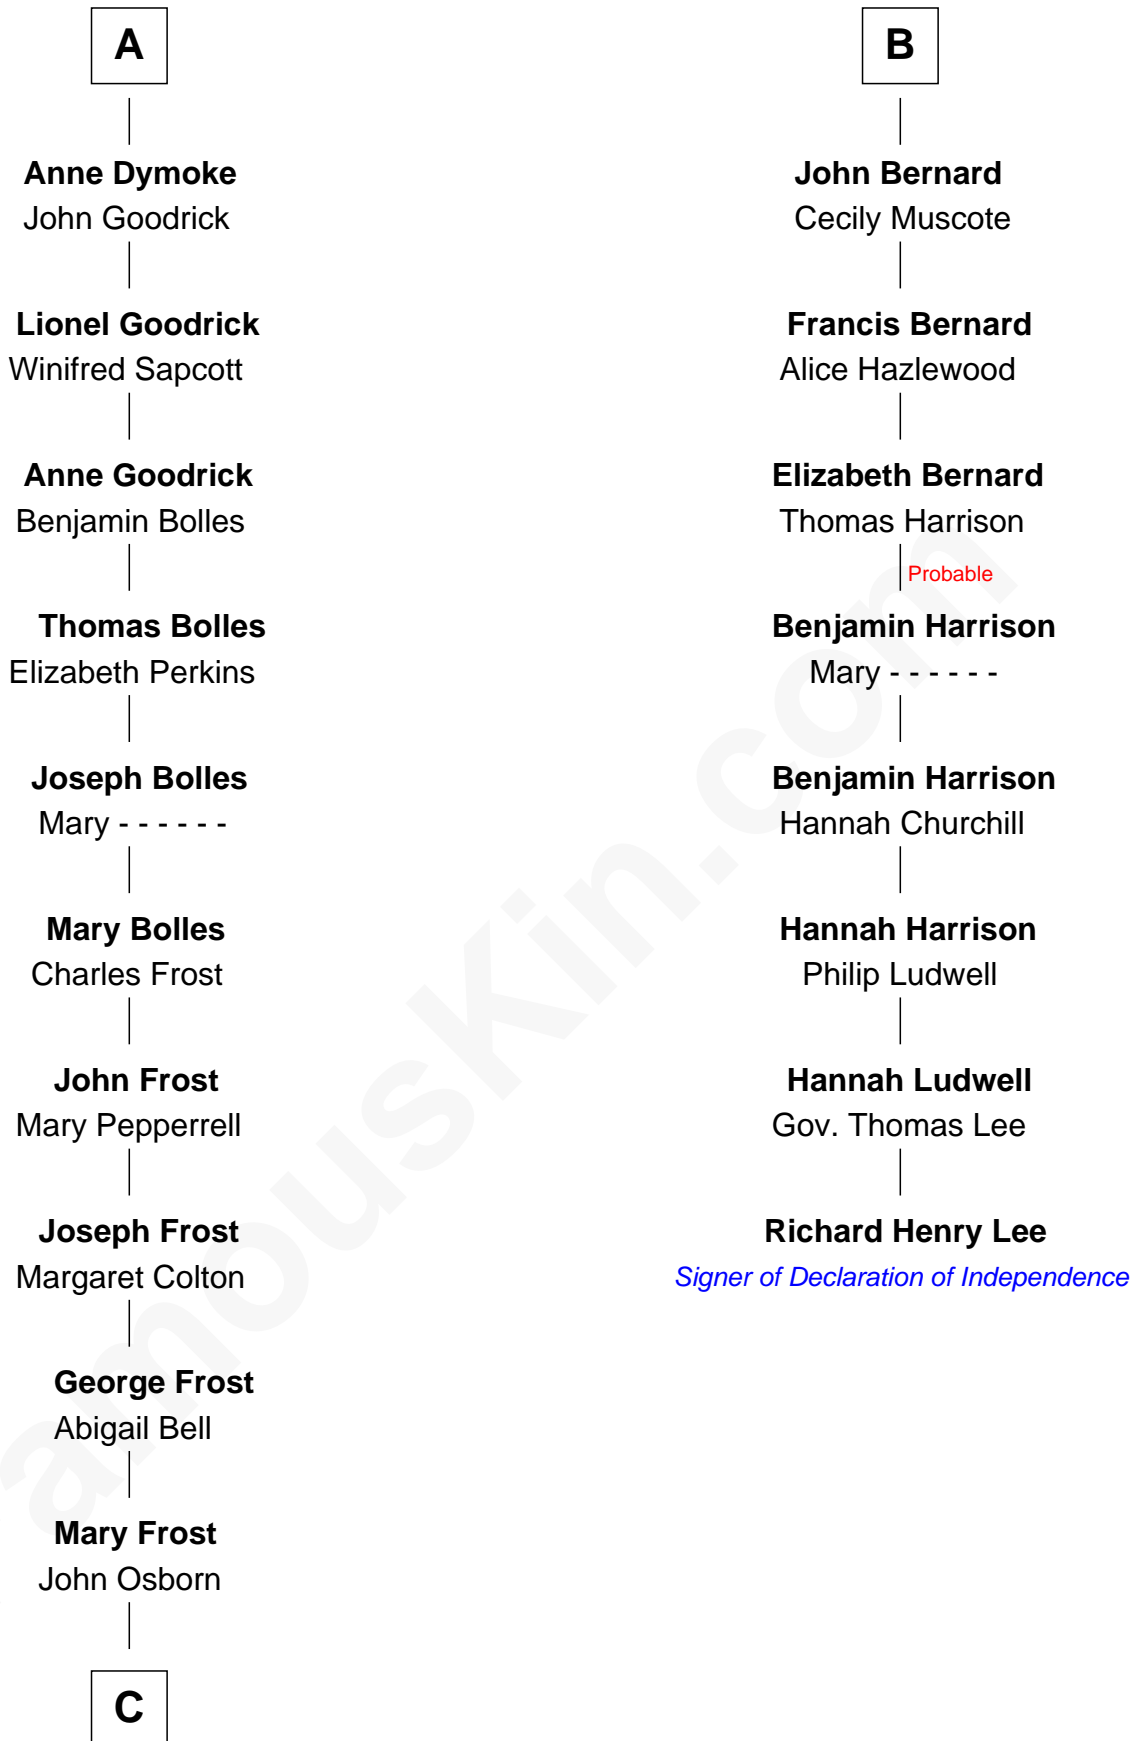 A
Anne Dymoke
John Goodrick
Lionel Goodrick
Winifred Sapcott
Anne Goodrick
Benjamin Bolles
Thomas Bolles
Elizabeth Perkins
Joseph Bolles
Mary - - - - - -
Mary Bolles
Charles Frost
John Frost
Mary Pepperrell
Joseph Frost
Margaret Colton
George Frost
Abigail Bell
Mary Frost
John Osborn
C
B
John Bernard
Cecily Muscote
Francis Bernard
Alice Hazlewood
Elizabeth Bernard
Thomas Harrison
Probable
Benjamin Harrison
Mary - - - - - -
Benjamin Harrison
Hannah Churchill
Hannah Harrison
Philip Ludwell
Hannah Ludwell
Gov. Thomas Lee
Richard Henry Lee
Signer of Declaration of Independence
amousKin.com